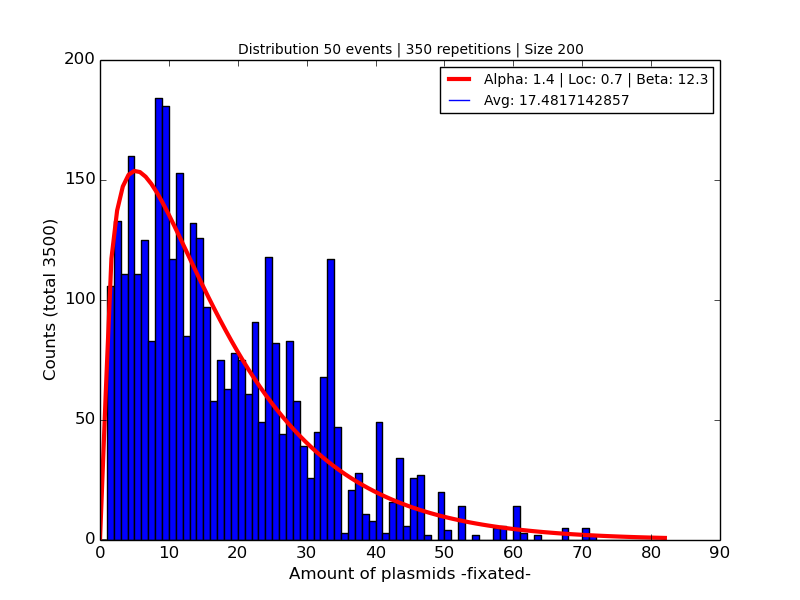 Distribution 50 events | 350 repetitions | Size 200
Alpha: 1.4 | Loc: 0.7 | Beta: 12.3
Avg: 17.4817142857
200
150
100
50
0
Counts (total 3500)
0 10 20 30 40 50 60 70 80 90
Amount of plasmids -fixated-